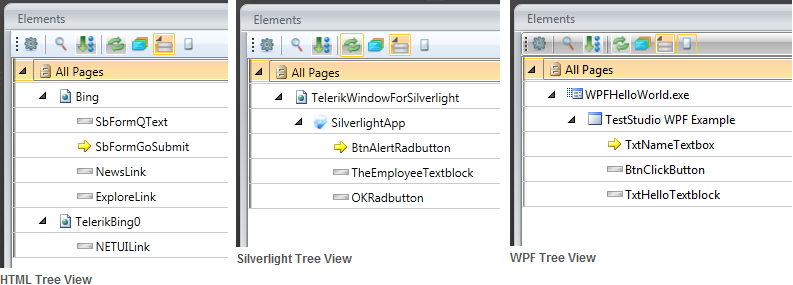 Elements
All Pages
Bing
SbFormQText
SbFormGoSubmit
NewsLink
ExploreLink
TelerikBing0
NETUILink
HTML Tree View
Elements
All Pages
TelerikWindowForSilverlight
SilverlightApp
BtnAlertRadbutton
TheEmployeeTextblock
OKRadbutton
Silverlight Tree View
Elements
All Pages
WPFHelloWorld.exe
TestStudio WPF Example
TxtNameTextbox
BtnClickButton
TxtHelloTextblock
WPF Tree View